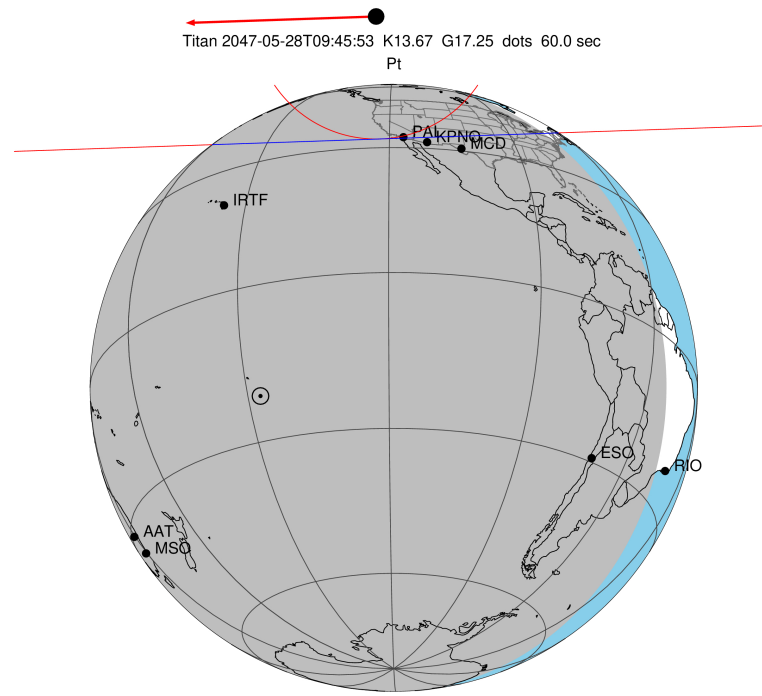 Titan 2047-05-28T09:45:53 K13.67 G17.25 dots 60.0 sec
Pt
PAL
KPNO
MCD
IRTF
ESO
RIO
AAT
MSO